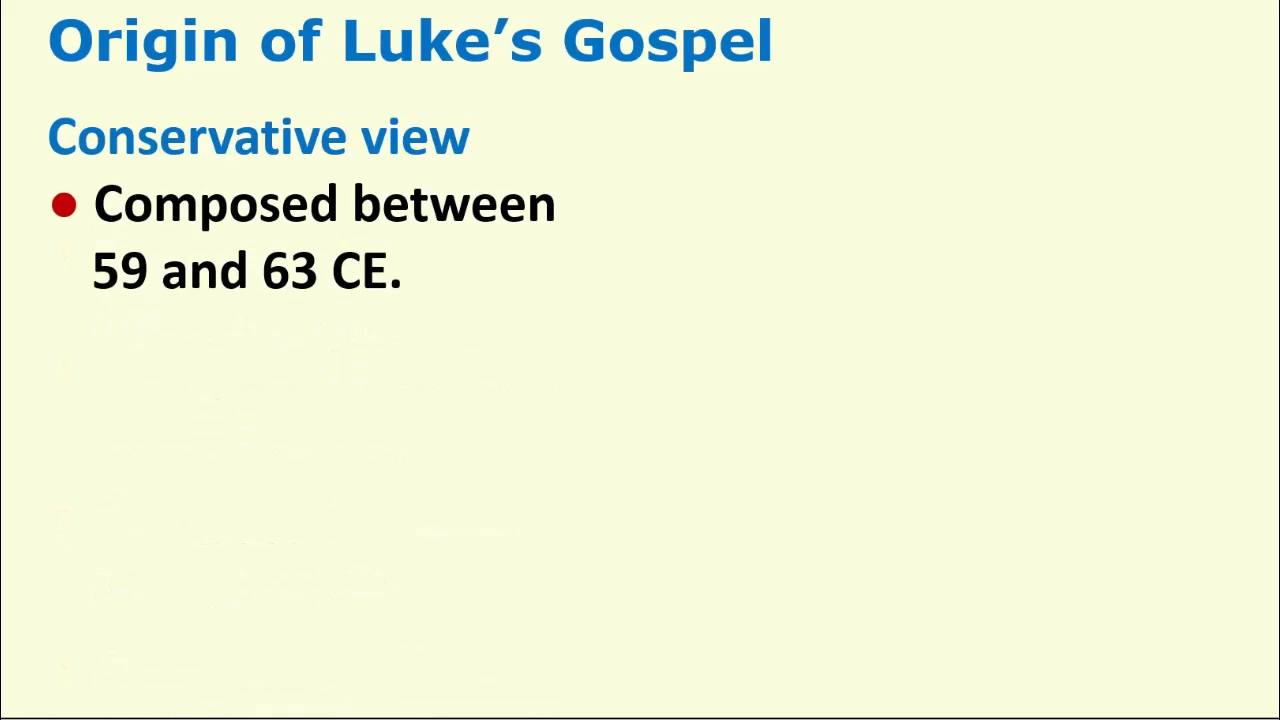 Origin of Luke’s Gospel
Conservative view
● Composed between
59 and 63 CE.